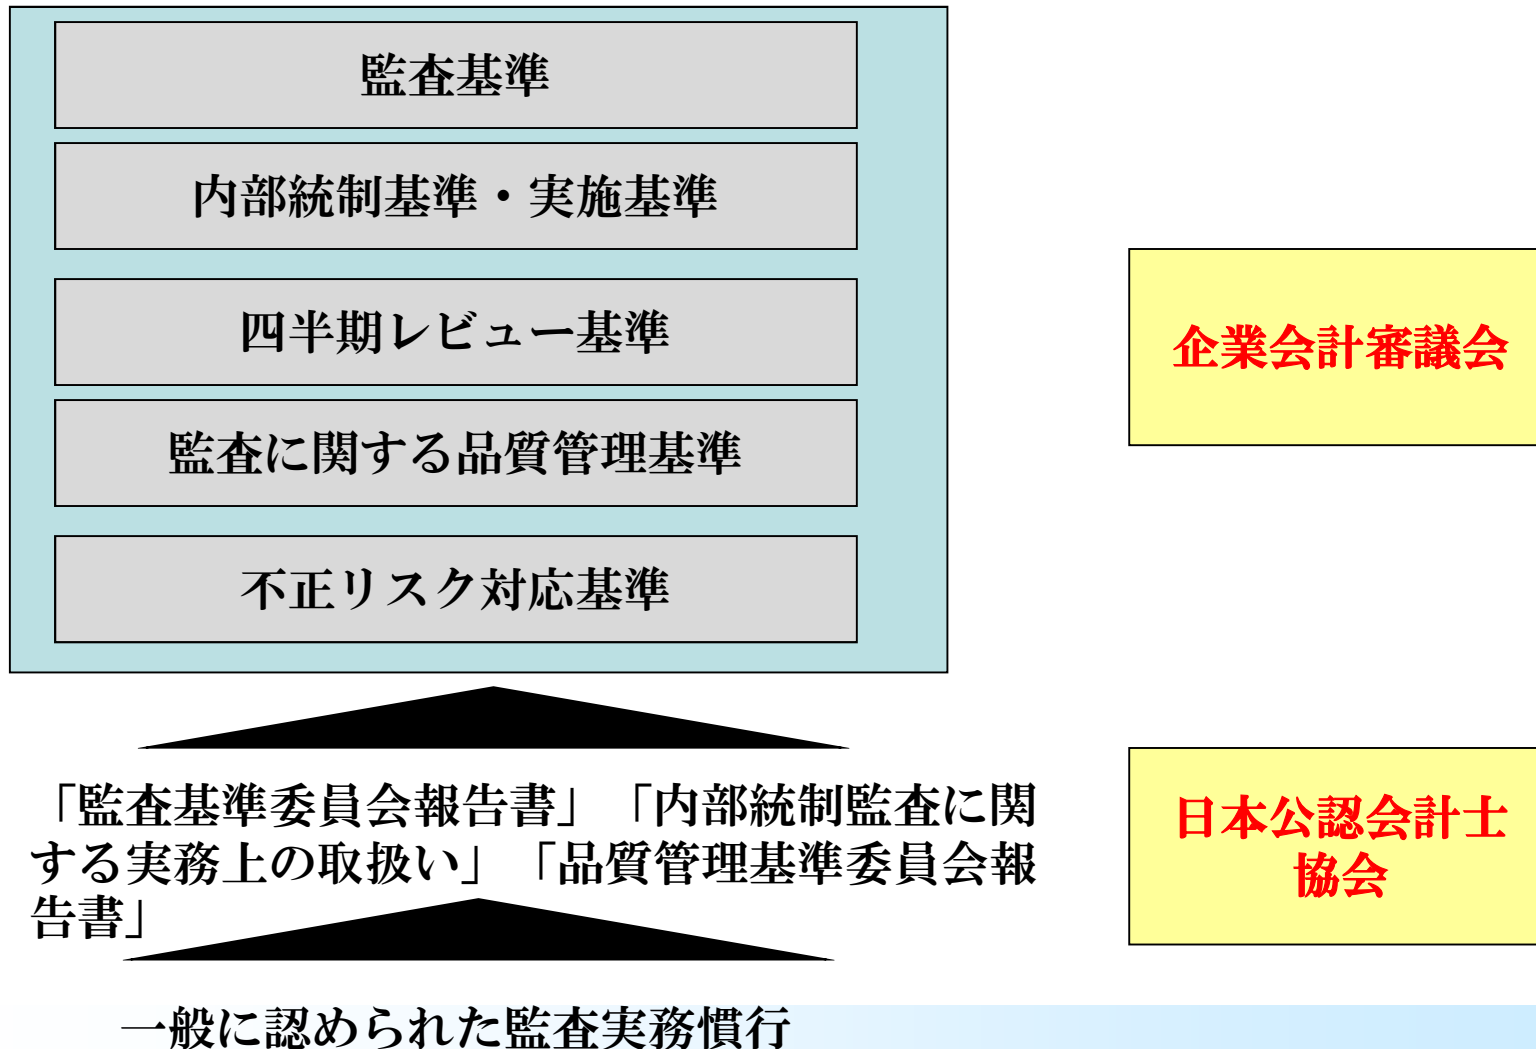 監査基準
内部統制基準・実施基準
四半期レビュー基準
監査に関する品質管理基準
不正リスク対応基準
企業会計審議会
「監査基準委員会報告書」「内部統制監査に関
する実務上の取扱い」「品質管理基準委員会報
告書」
日本公認会計士
協会
一般に認められた監査実務慣行